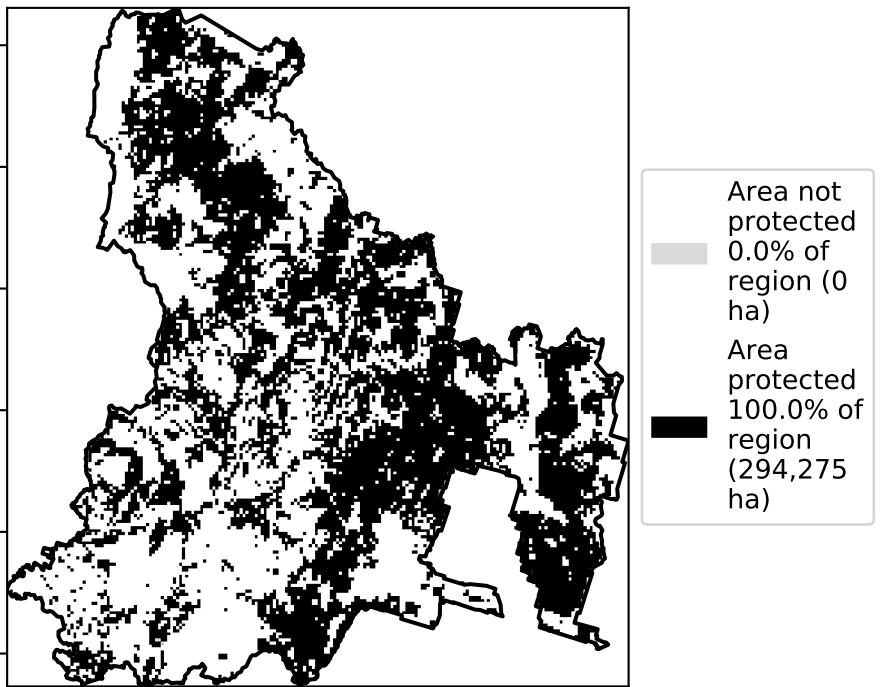 Area not
protected
0.0% of
region (0
ha)
Area
protected
100.0% of
region
(294,275
ha)